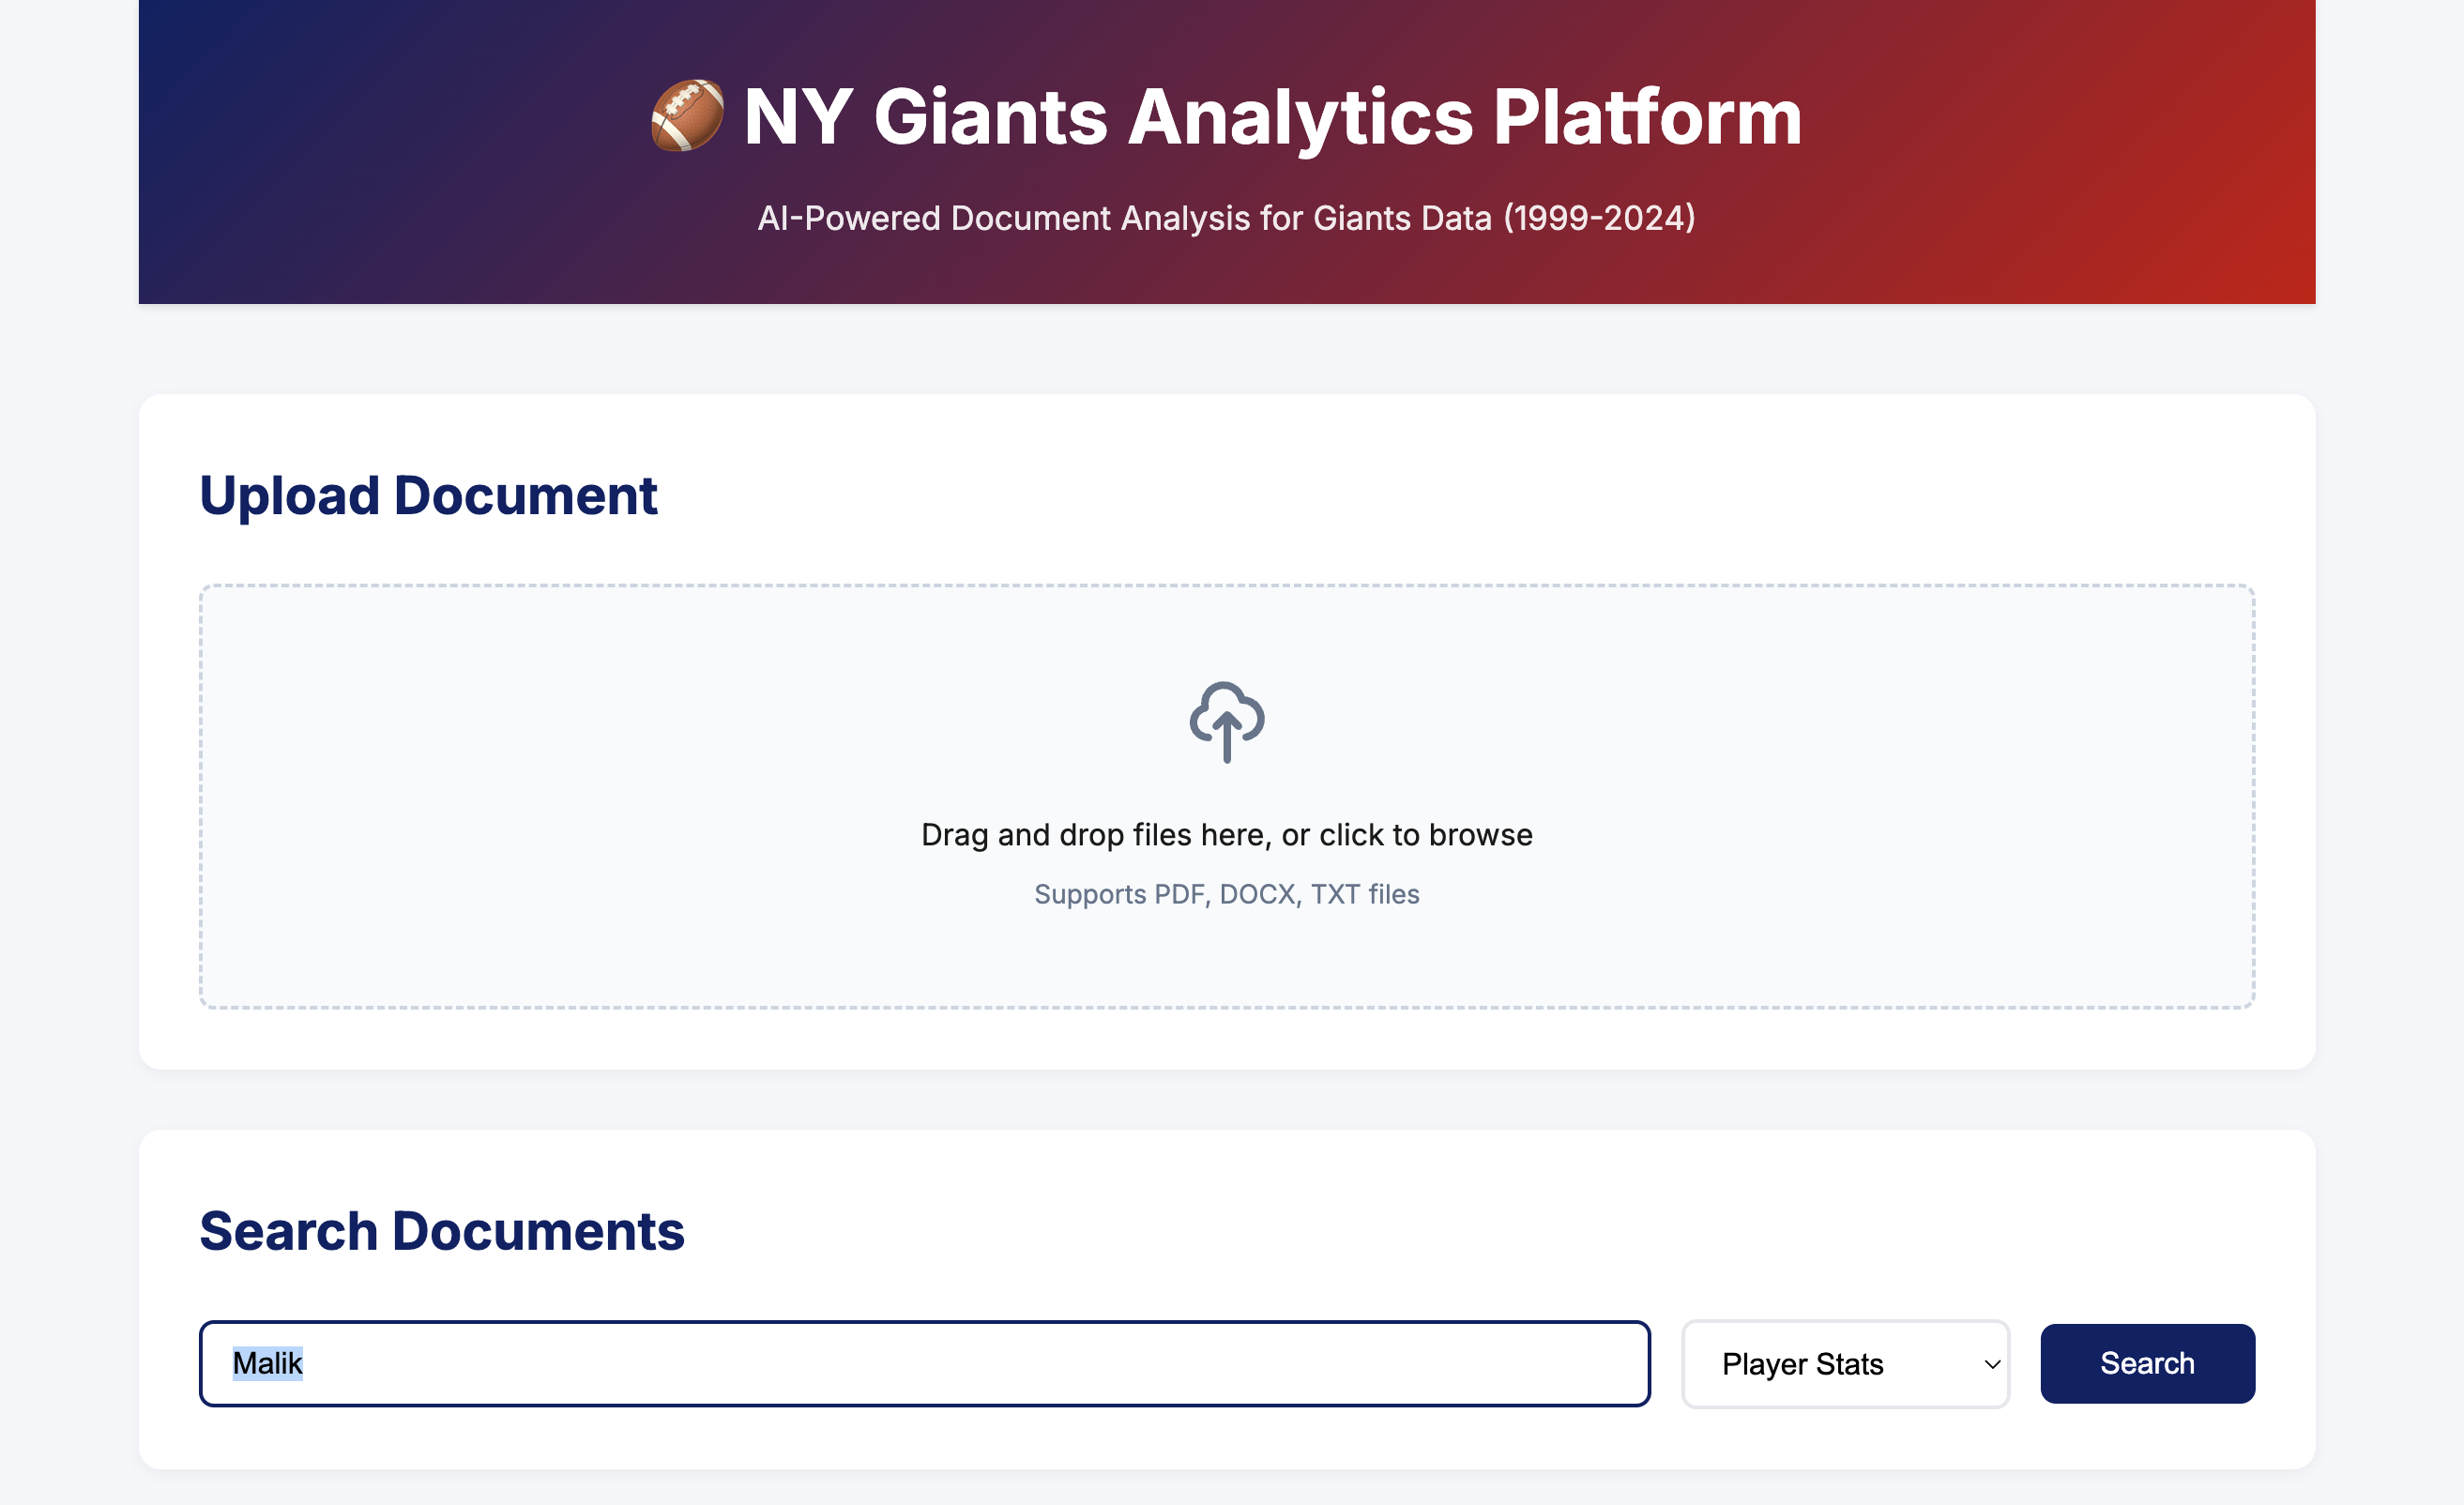 NY Giants Analytics Platform
AI-Powered Document Analysis for Giants Data (1999-2024)
Upload Document
Drag and drop files here, or click to browse
Supports PDF, DOCX, TXT files
Search Documents
Malik
Player Stats
Search